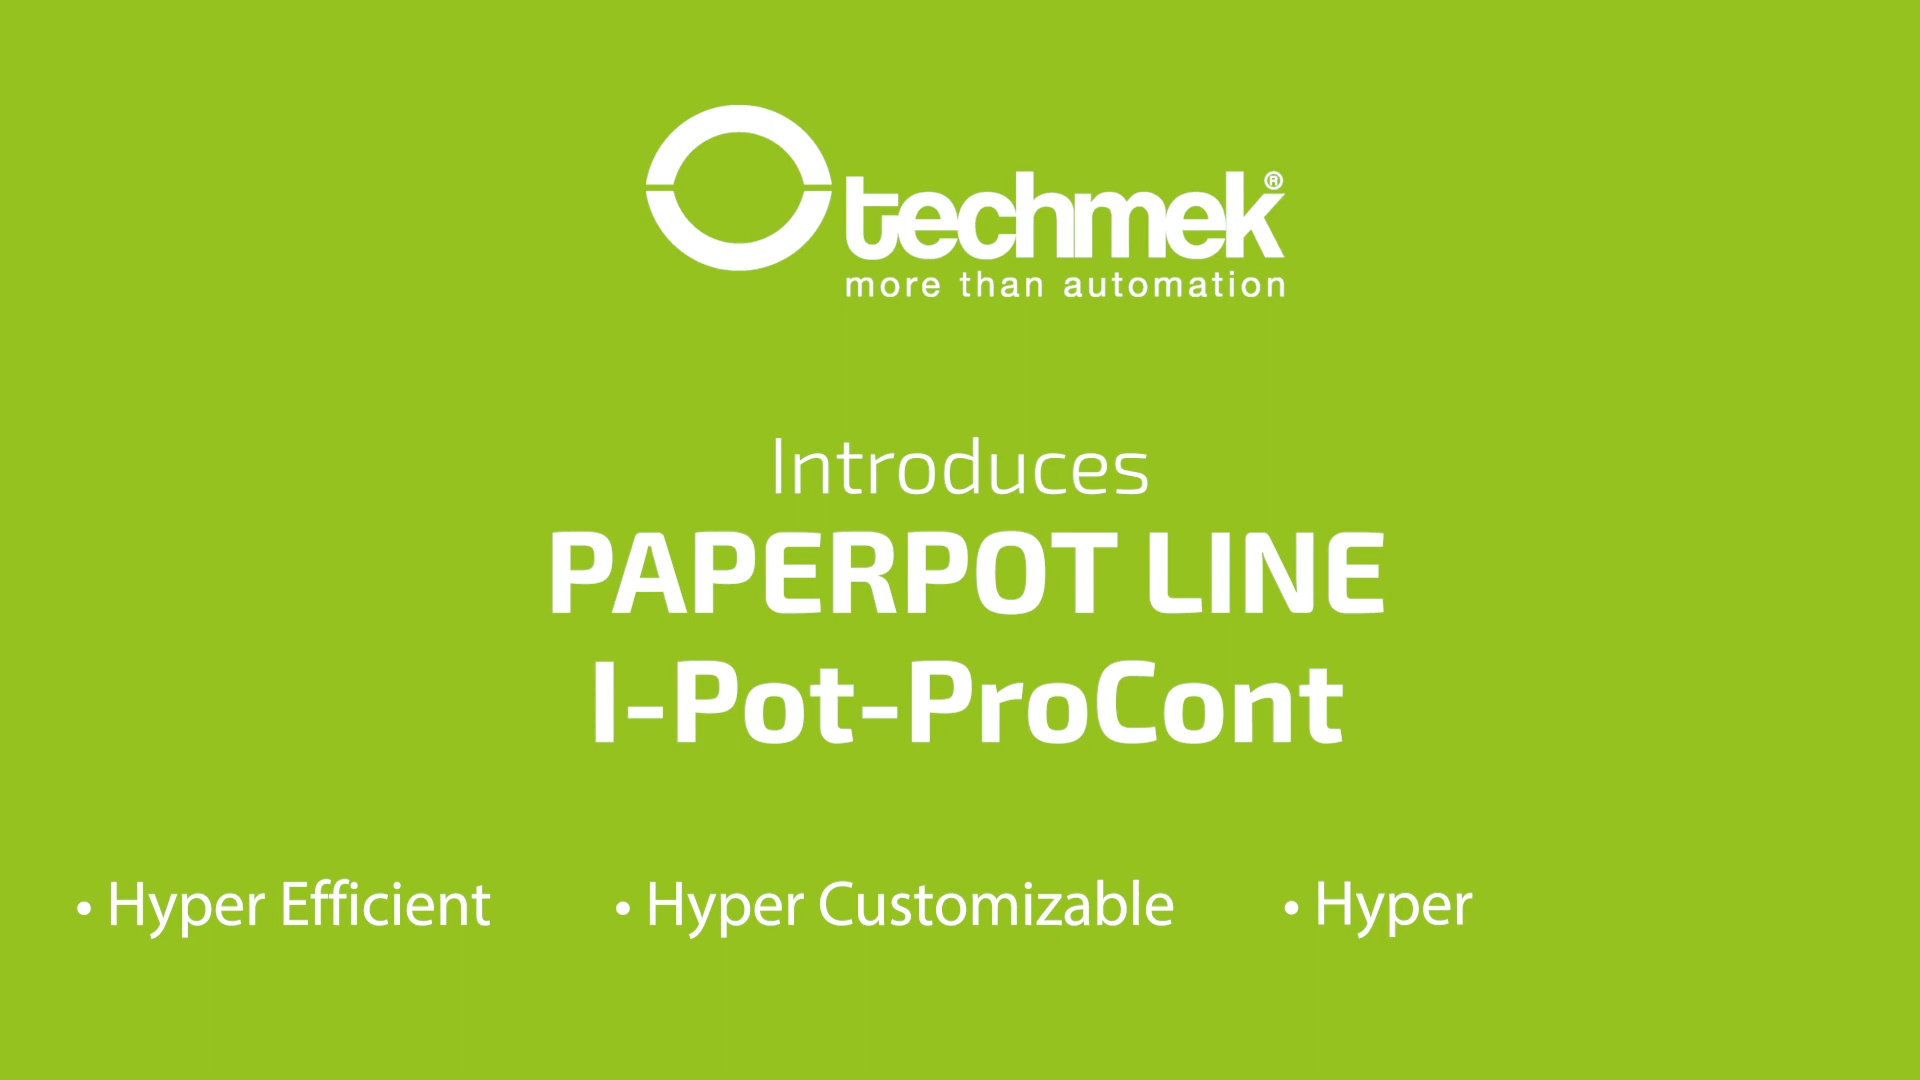 techmek®
more than automation
Introduces
PAPERPOT LINE
I-Pot-ProCont
• Hyper Efficient • Hyper Customizable • Hyper